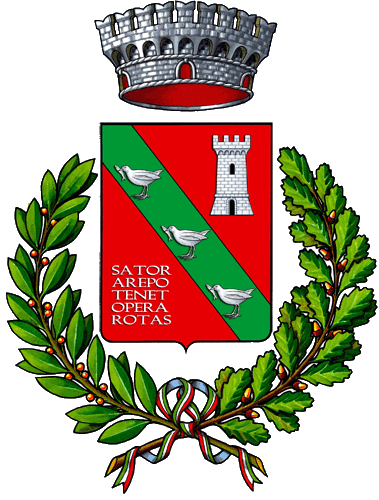 SATOR
AREPO
TENET
OPERA
ROTAS